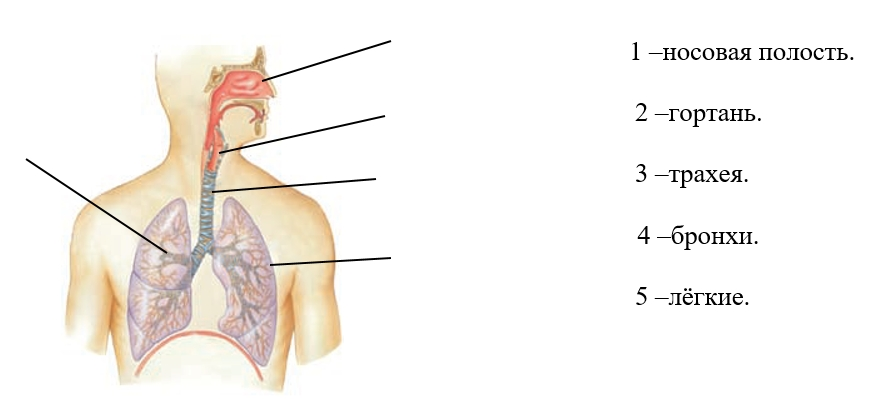 1 –носовая полость.
2 –гортань.
3 –трахея.
4 –бронхи.
5 –лёгкие.